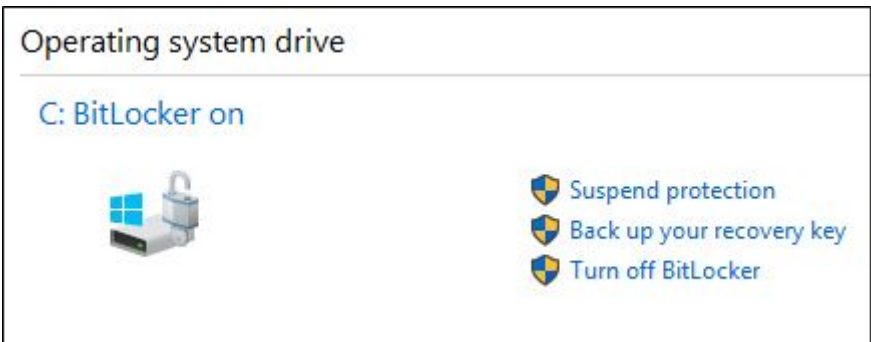 Operating system drive
C: BitLocker on
Suspend protection
Back up your recovery key
Turn off BitLocker